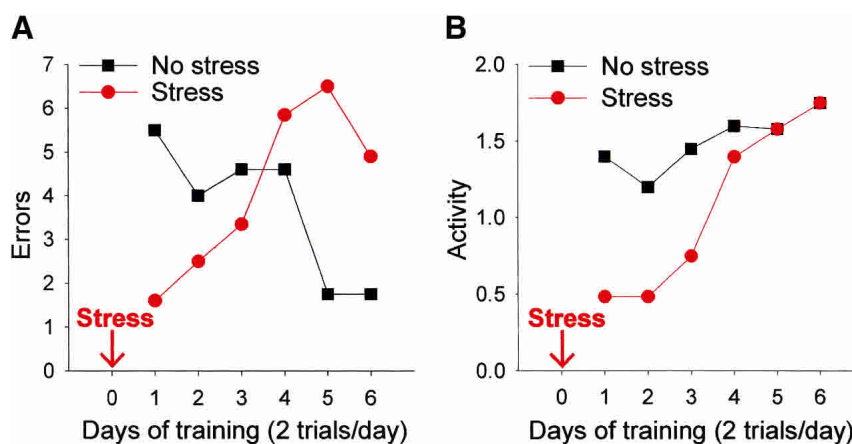 A
No stress
Stress
7
6
5
4
3
2
1
0
Errors
Stress
0 1 2 3 4 5 6
Days of training (2 trials/day)
B
No stress
Stress
2.0
1.5
1.0
0.5
0.0
Activity
Stress
0 1 2 3 4 5 6
Days of training (2 trials/day)